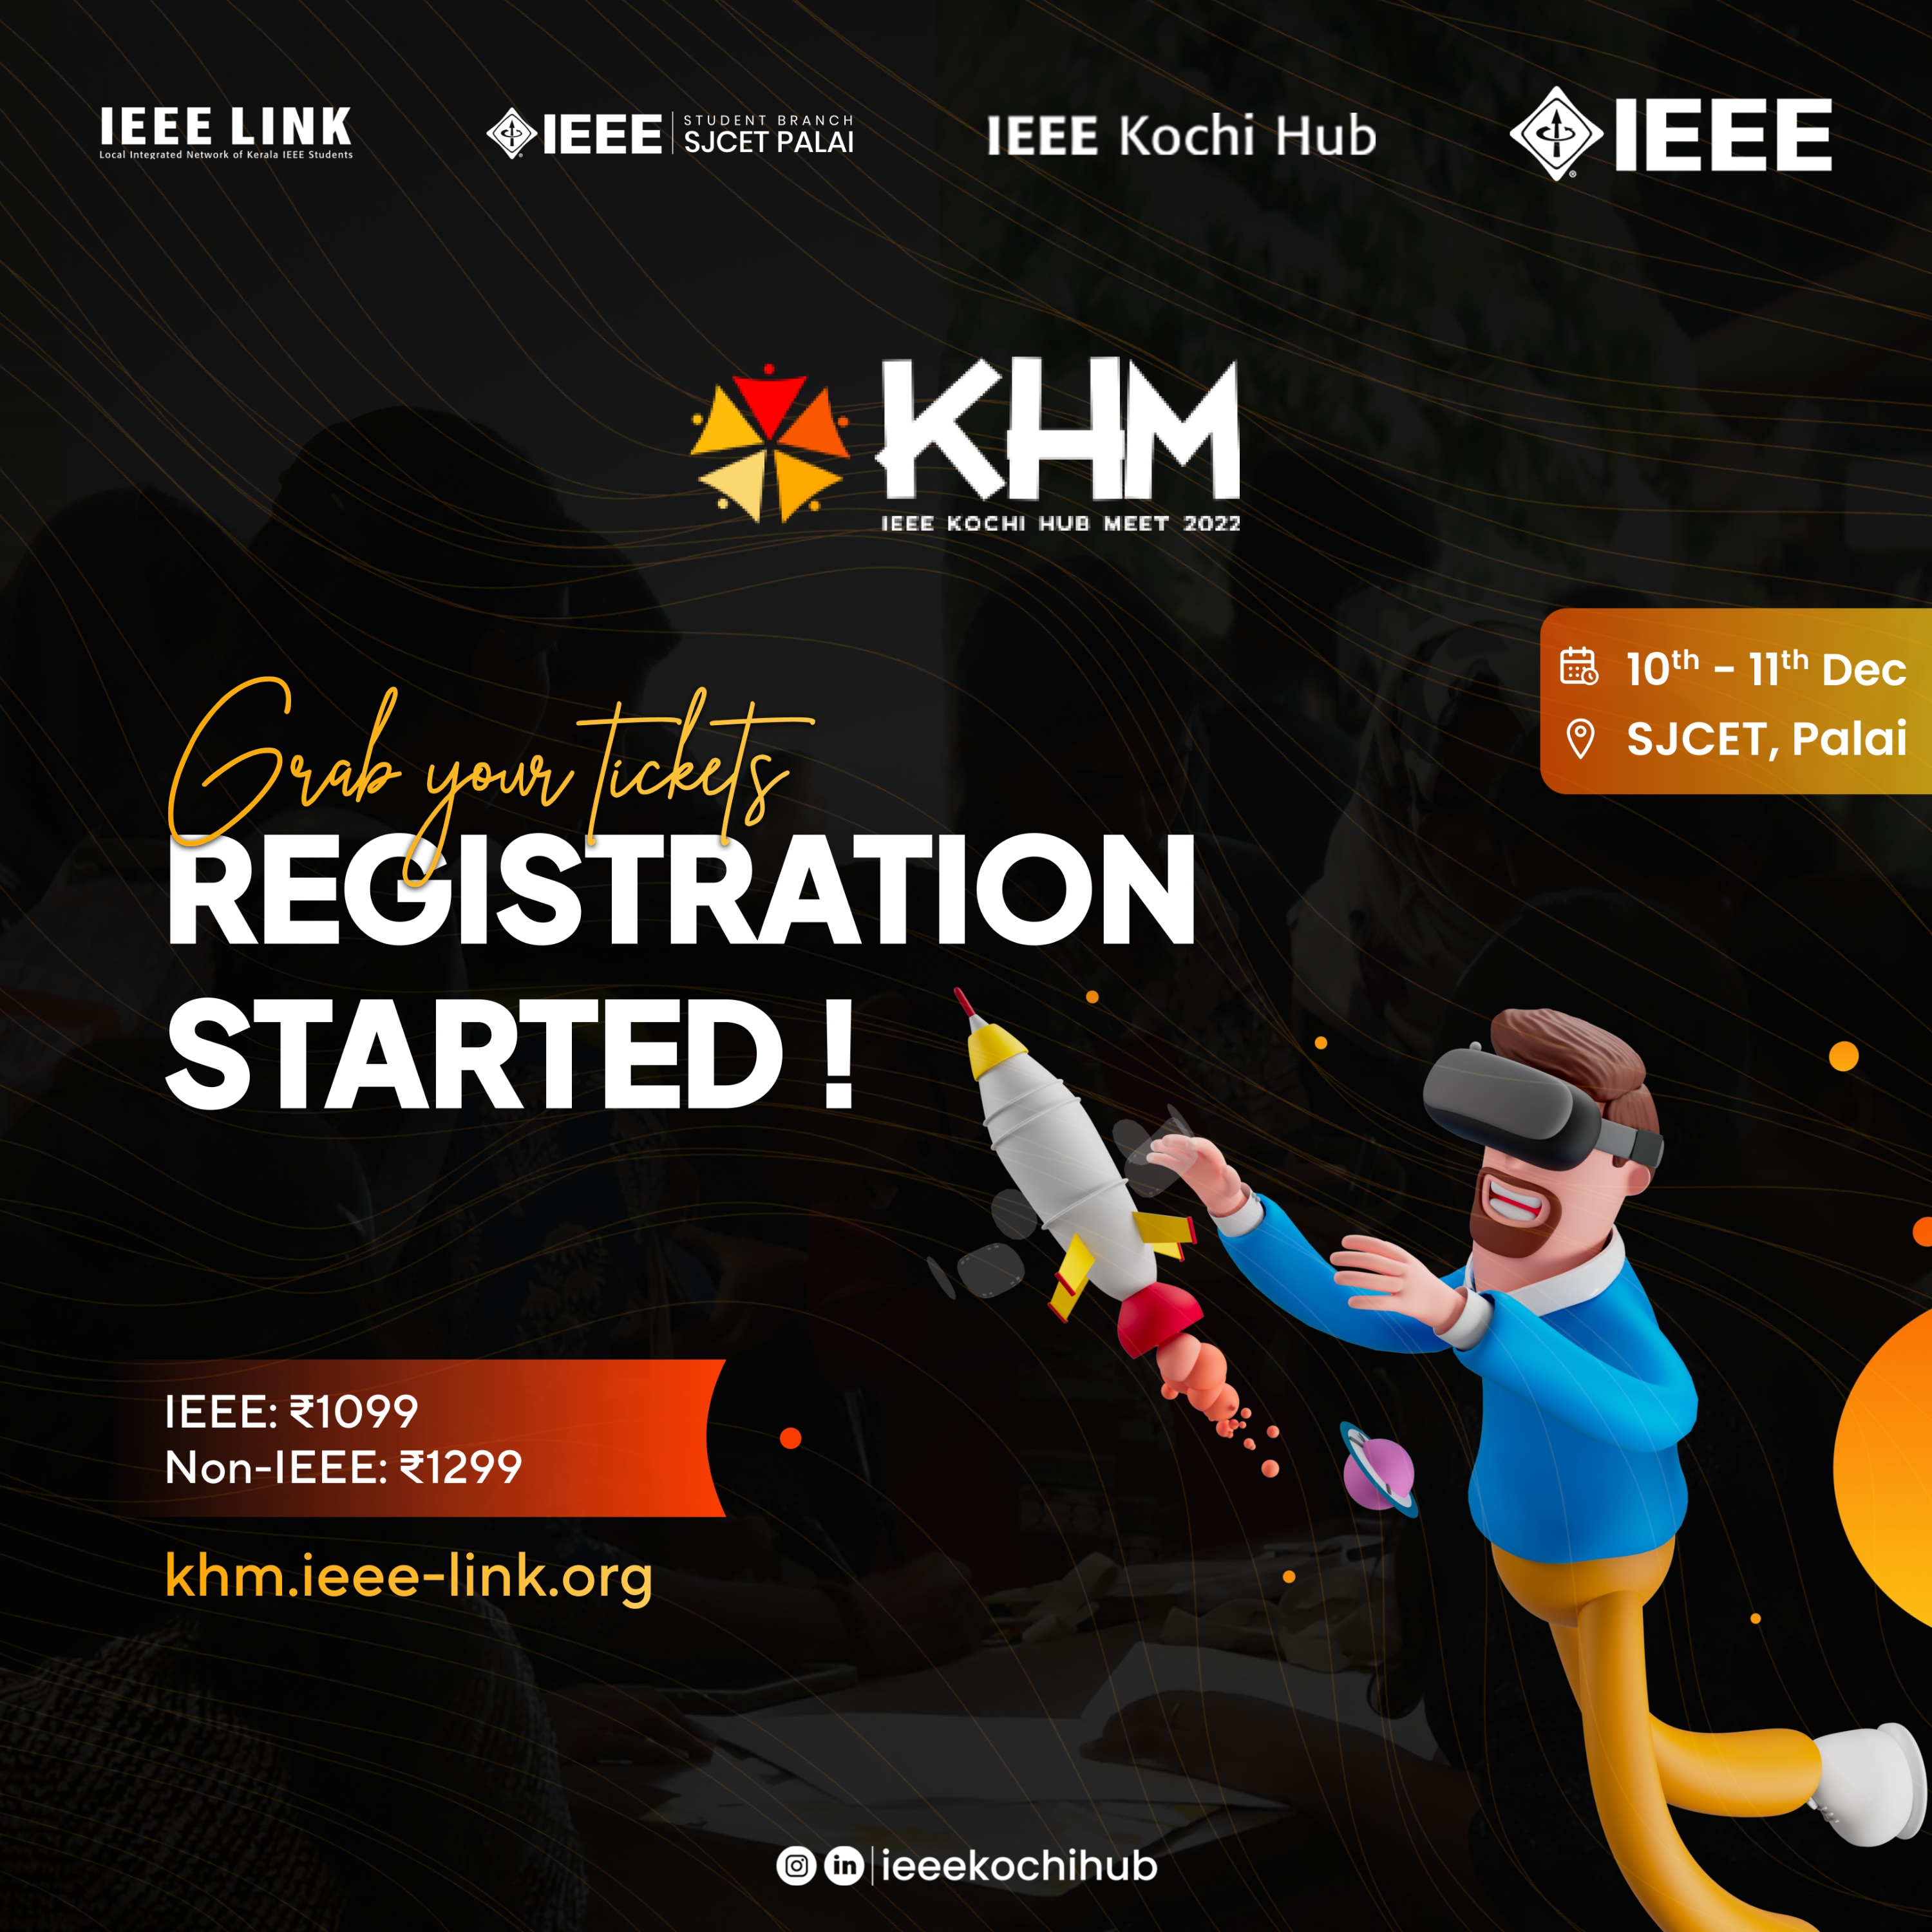 IEEE LINK
Local Integrated Network of Kerala IEEE Students
IEEE
STUDENT BRANCH
SJCET PALAI
IEEE Kochi Hub
IEEE
KHM
IEEE KOCHI HUB MEET 2022
10th - 11th Dec
SJCET, Palai
Grab your tickets
REGISTRATION
STARTED !
IEEE: ₹1099
Non-IEEE: ₹1299
khm.ieee-link.org
in
ieeekochihub